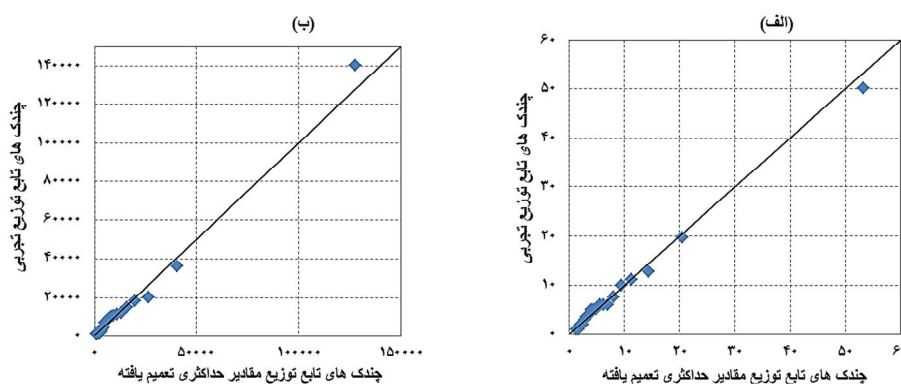 (الف)
چندک های تابع توزیع تجربی
۶۰
۵۰
۴۰
۳۰
۲۰
۱۰
۰
۰ ۱۰ ۲۰ ۳۰ ۴۰ ۵۰ ۶
چندک های تابع توزیع مقادیر حداکثری تعمیم یافته
(ب)
چندک های تابع توزیع تجربی
۱۴۰۰۰۰
۱۲۰۰۰۰
۱۰۰۰۰۰
۸۰۰۰۰
۶۰۰۰۰
۴۰۰۰۰
۲۰۰۰۰
۰
۰ ۵۰۰۰۰ ۱۰۰۰۰۰ ۱۵۰۰۰۰
چندک های تابع توزیع مقادیر حداکثری تعمیم یافته